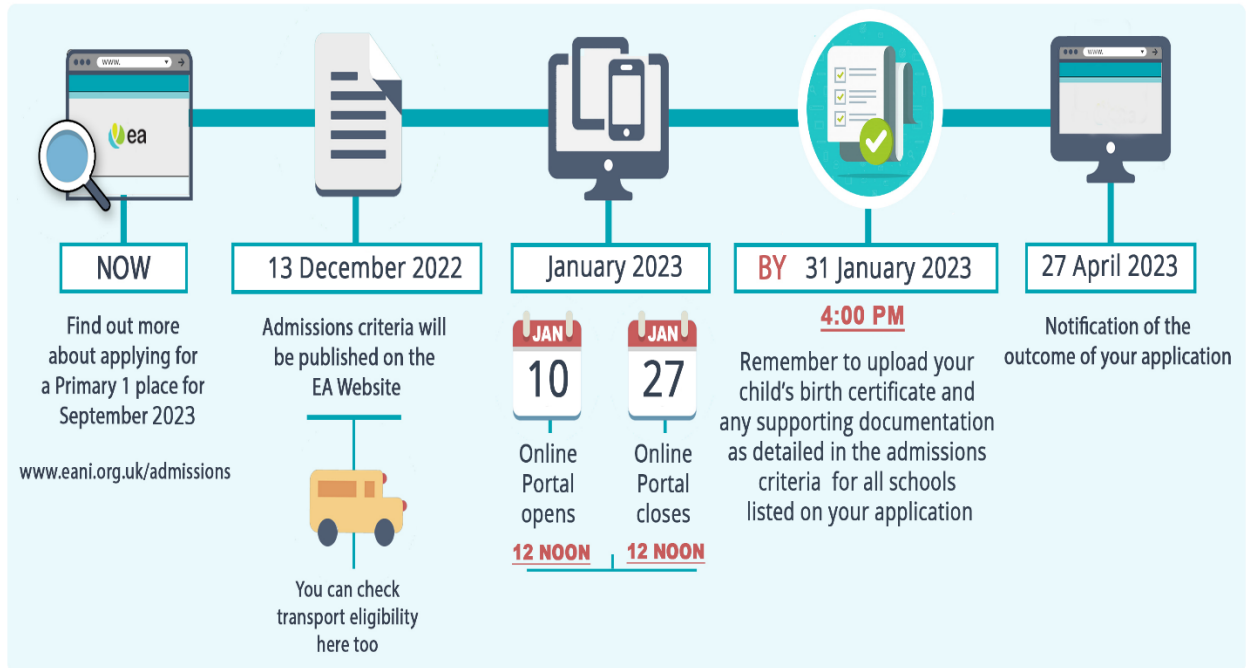 www.
ea
NOW
Find out more
about applying for
a Primary 1 place for
September 2023
www.eani.org.uk/admissions
13 December 2022
Admissions criteria will
be published on the
EA Website
You can check
transport eligibility
here too
January 2023
JAN
10
Online
Portal
opens
12 NOON
JAN
27
Online
Portal
closes
12 NOON
BY 31 January 2023
4:00 PM
Remember to upload your
child's birth certificate and
any supporting documentation
as detailed in the admissions
criteria for all schools
listed on your application
www.
27 April 2023
Notification of the
outcome of your application